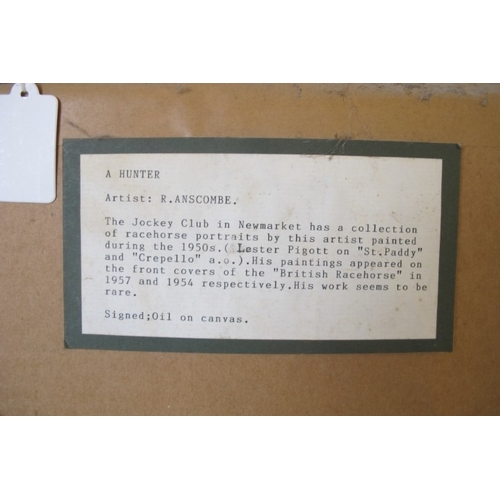 A HUNTER
Artist: R.ANSCOMBE.
The Jockey Club in Newmarket has a collection
of racehorse portraits by this artist painted
during the 1950s.(Lester Pigott on "St.Paddy"
and "Crepello" a.o.).His paintings appeared on
the front covers of the "British Racehorse" in
1957 and 1954 respectively.His work seems to be
rare.
Signed;Oil on canvas.